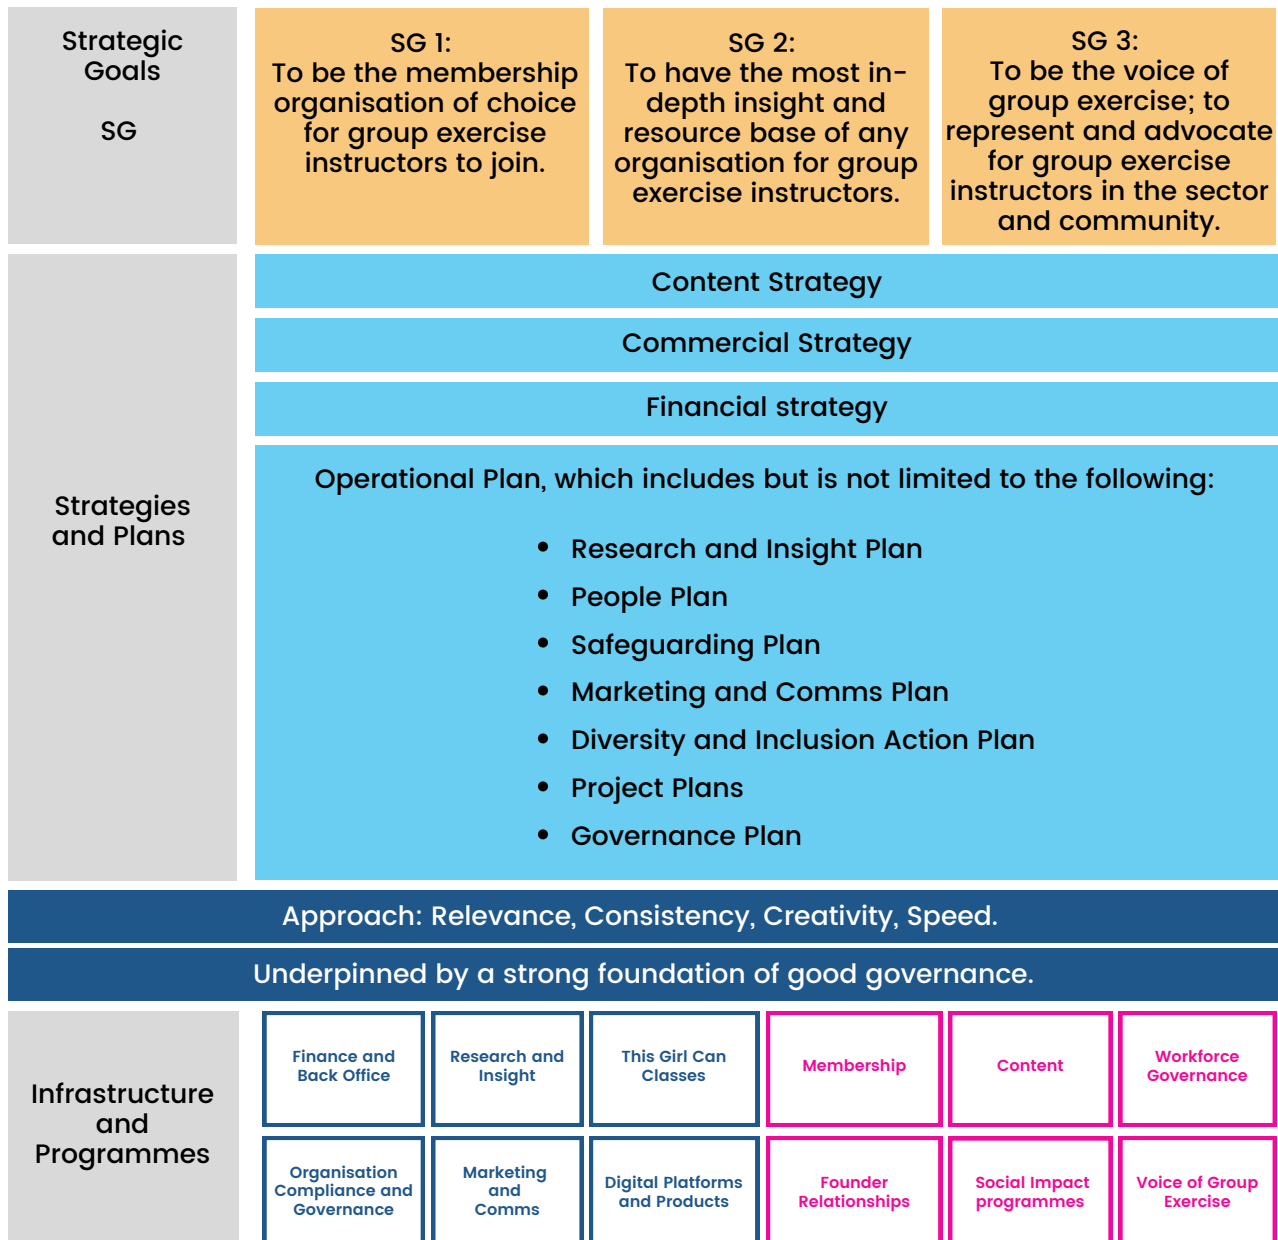 Strategic
Goals
SG
SG 1:
To be the membership
organisation of choice
for group exercise
instructors to join.
SG 2:
To have the most in-
depth insight and
resource base of any
organisation for group
exercise instructors.
SG 3:
To be the voice of
group exercise; to
represent and advocate
for group exercise
instructors in the sector
and community.
Strategies
and Plans
Content Strategy
Commercial Strategy
Financial strategy
Operational Plan, which includes but is not limited to the following:
• Research and Insight Plan
• People Plan
• Safeguarding Plan
• Marketing and Comms Plan
• Diversity and Inclusion Action Plan
• Project Plans
• Governance Plan
Approach: Relevance, Consistency, Creativity, Speed.
Underpinned by a strong foundation of good governance.
Infrastructure
and
Programmes
Finance and
Back Office
Research and
Insight
This Girl Can
Classes
Membership
Content
Workforce
Governance
Organisation
Compliance and
Governance
Marketing
and
Comms
Digital Platforms
and Products
Founder
Relationships
Social Impact
programmes
Voice of Group
Exercise